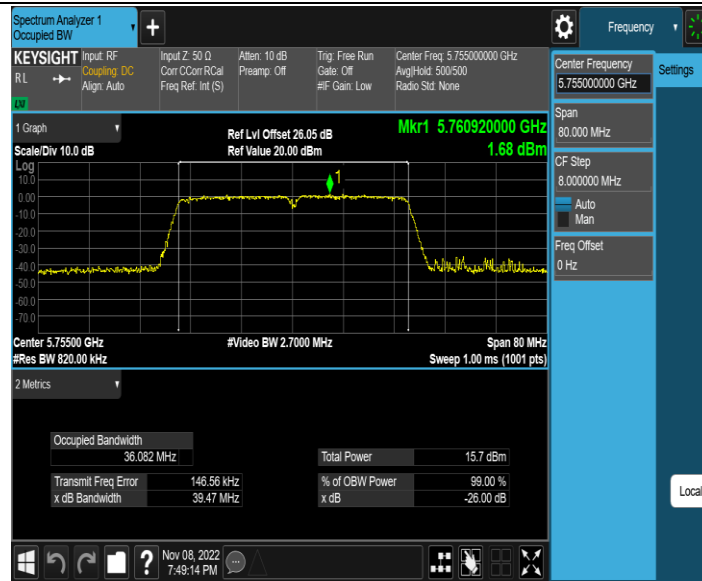 Spectrum Analyzer 1
Occupied BW
Frequency
KEYSIGHT
RL
Input: RF
Coupling: DC
Align: Auto
Input Z: 50 Ω
Corr CCorr RCal
Freq Ref: Int (S)
Atten: 10 dB
Preamp: Off
Trig: Free Run
Gate: Off
#IF Gain: Low
Center Freq: 5.755000000 GHz
Avg|Hold: 500/500
Radio Std: None
Center Frequency
5.755000000 GHz
Settings
Span
80.000 MHz
CF Step
8.000000 MHz
Auto
Man
Freq Offset
0 Hz
1 Graph
Scale/Div 10.0 dB
Ref Lvl Offset 26.05 dB
Ref Value 20.00 dBm
Mkr1 5.760920000 GHz
1.68 dBm
Log
10.0
0.00
-10.0
-20.0
-30.0
-40.0
-50.0
-60.0
-70.0
1
Center 5.75500 GHz
#Res BW 820.00 kHz
#Video BW 2.7000 MHz
Span 80 MHz
Sweep 1.00 ms (1001 pts)
2 Metrics
Occupied Bandwidth
36.082 MHz
Total Power 15.7 dBm
Transmit Freq Error 146.56 kHz
% of OBW Power 99.00 %
x dB Bandwidth 39.47 MHz
x dB -26.00 dB
Local
?
Nov 08, 2022
7:49:14 PM